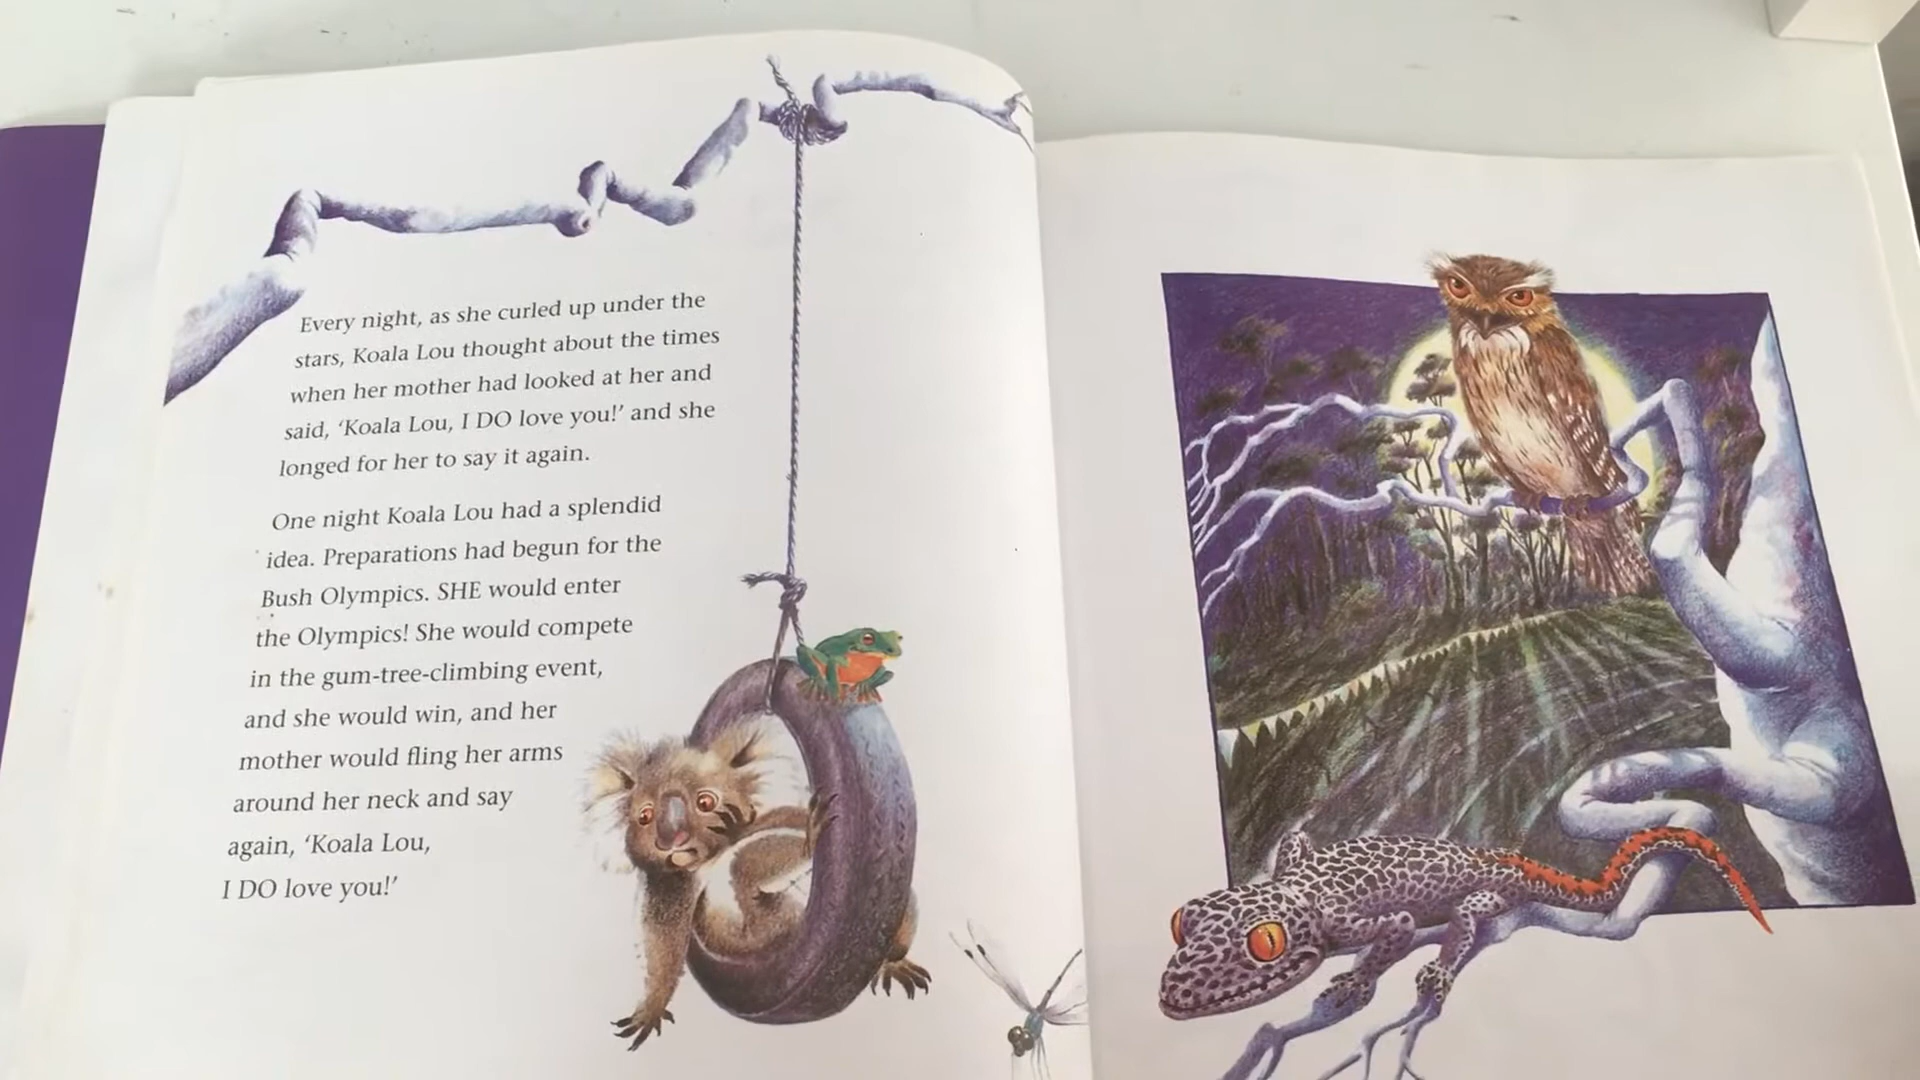 Every night, as she curled up under the
stars, Koala Lou thought about the times
when her mother had looked at her and
said, ‘Koala Lou, I DO love you!’ and she
longed for her to say it again.
One night Koala Lou had a splendid
idea. Preparations had begun for the
Bush Olympics. SHE would enter
the Olympics! She would compete
in the gum-tree-climbing event,
and she would win, and her
mother would fling her arms
around her neck and say
again, ‘Koala Lou,
I DO love you!’